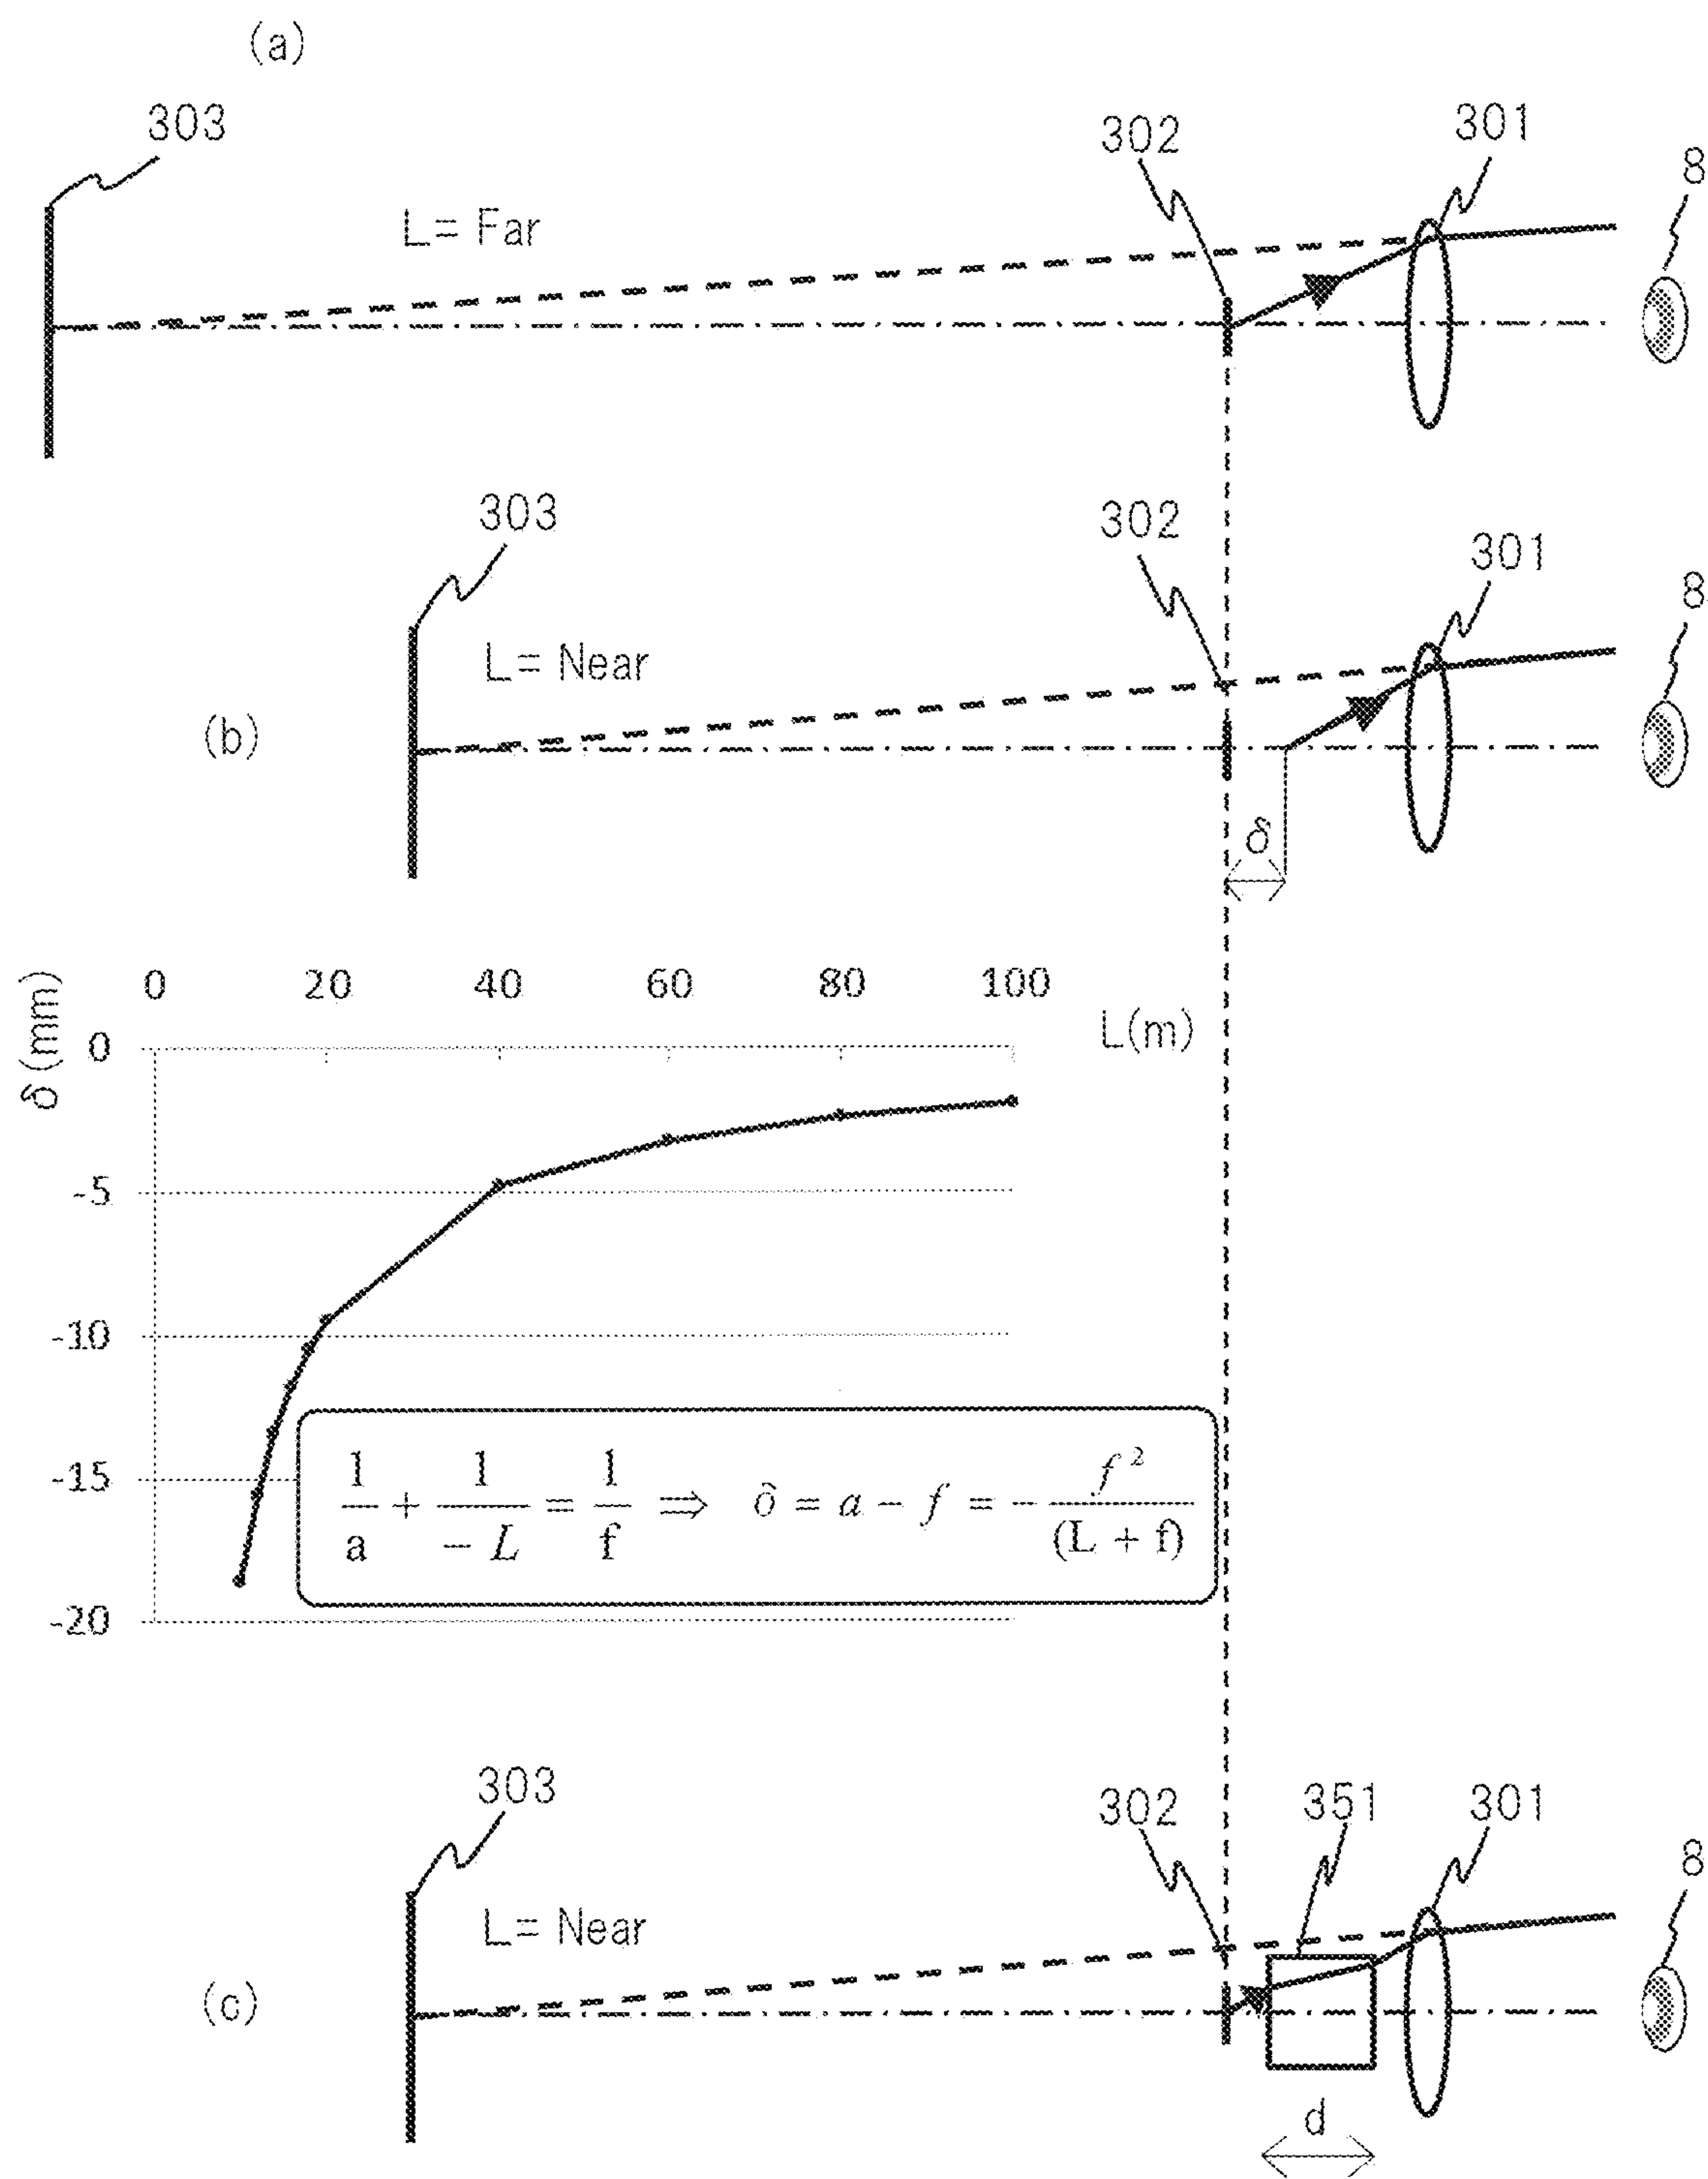 (a)
303
302
301
8
L= Far
303
302
301
8
L= Near
(b)
δ
0 20 40 60 80 100
L(m)
δ (mm)
0
-5
-10
-15
-20
1/a + 1/-L = 1/f ⇒ δ = a - f = - f²/(L + f)
303
302
351
301
8
L= Near
(c)
d